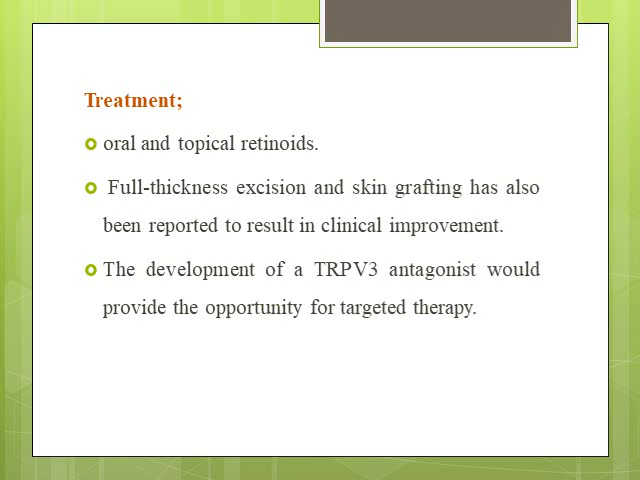 Treatment;
oral and topical retinoids.
Full-thickness excision and skin grafting has also
been reported to result in clinical improvement.
The development of a TRPV3 antagonist would
provide the opportunity for targeted therapy.